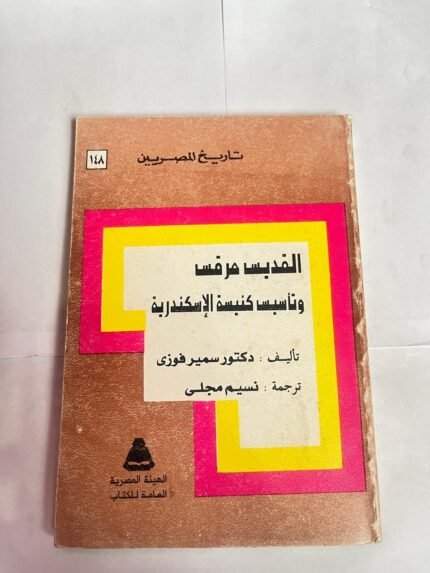 تاريخ المصريين
١٤٨
القديس مرقس
وتأسيس كنيسة الإسكندرية
تأليف : دكتور سمير فوزى
ترجمة : نسيم مجلى
الهيئة المصرية
العامة للكتاب